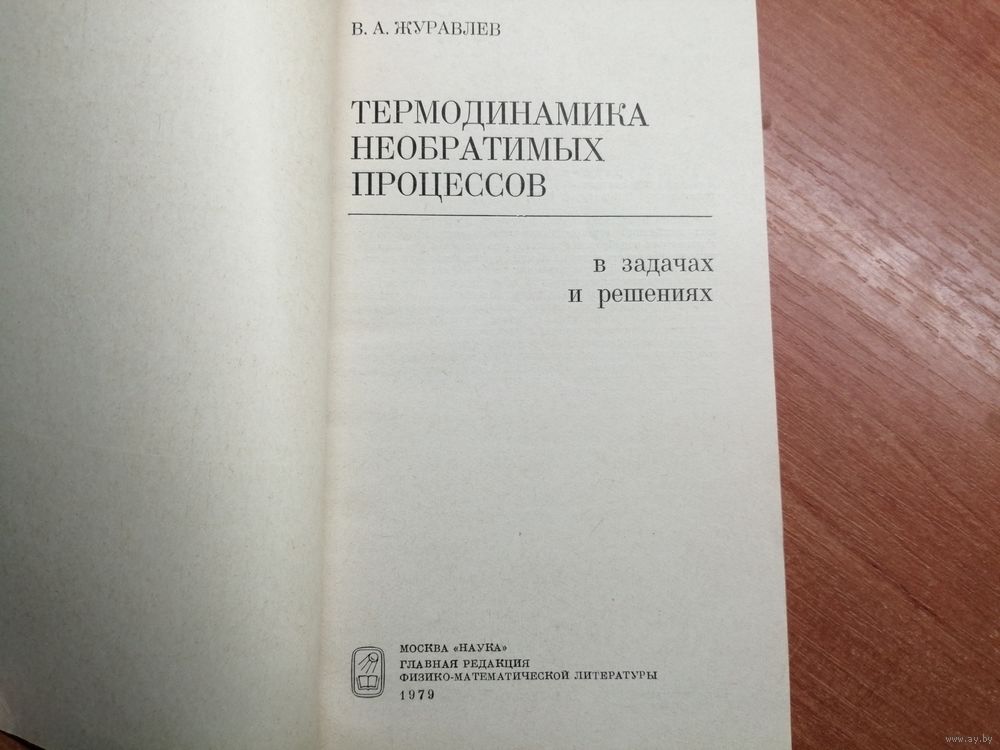 В. А. ЖУРАВЛЕВ
ТЕРМОДИНАМИКА
НЕОБРАТИМЫХ
ПРОЦЕССОВ
в задачах
и решениях
МОСКВА «НАУКА»
ГЛАВНАЯ РЕДАКЦИЯ
ФИЗИКО-МАТЕМАТИЧЕСКОЙ ЛИТЕРАТУРЫ
1979
www.ay.by